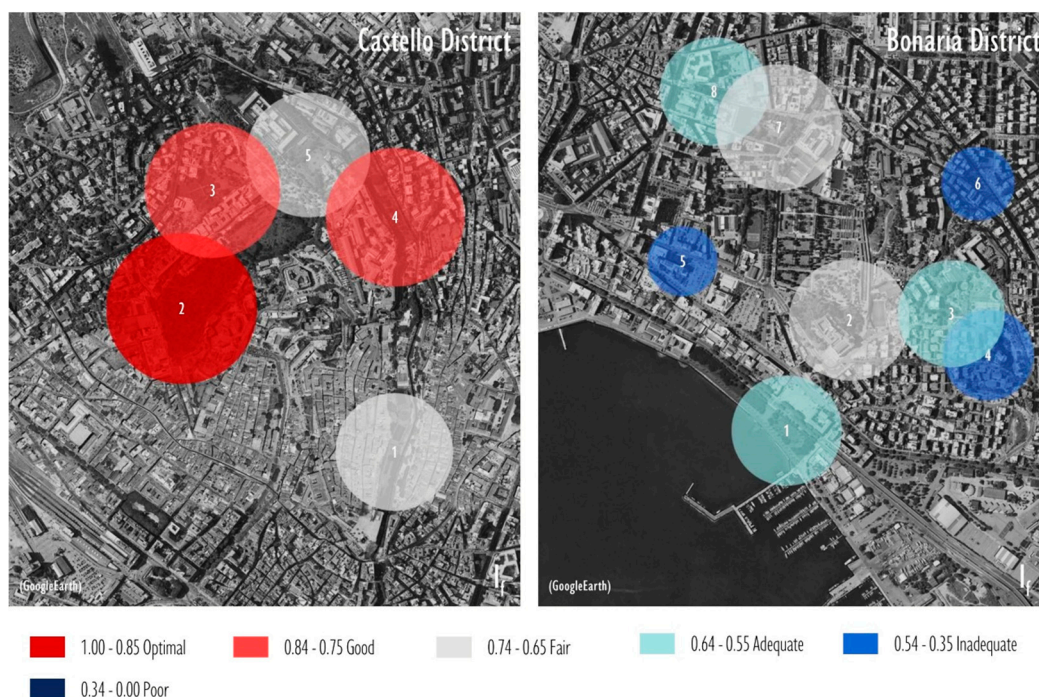 Castello District
5
3
4
2
1
(GoogleEarth)
If
Bonaria District
8
7
6
5
2
3
4
1
(GoogleEarth)
If
1.00 - 0.85 Optimal
0.84 - 0.75 Good
0.74 - 0.65 Fair
0.64 - 0.55 Adequate
0.54 - 0.35 Inadequate
0.34 - 0.00 Poor